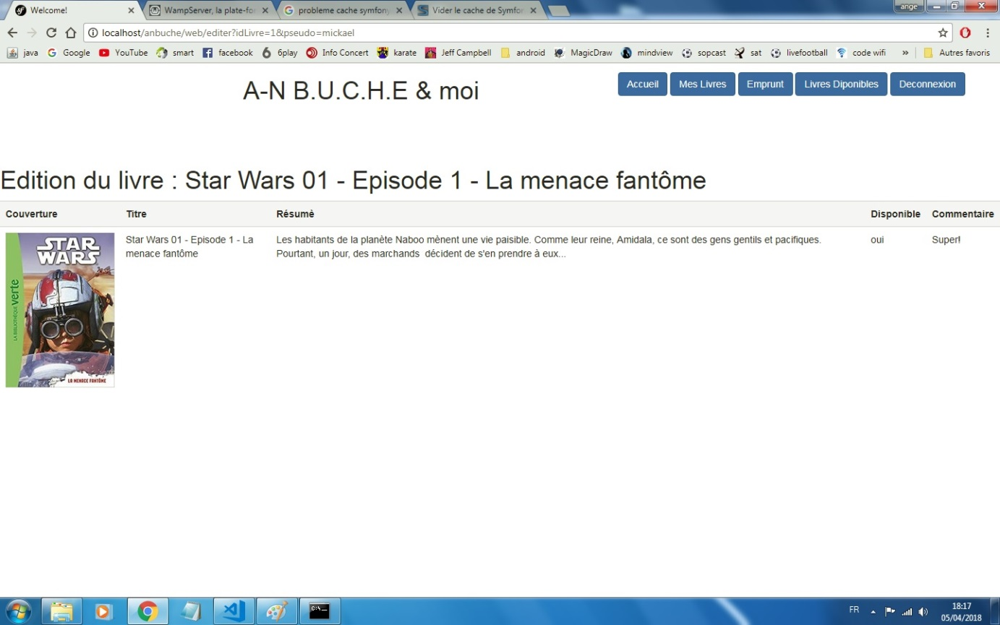 Welcome!
WampServer, la plate-for
probleme cache symfony
Vider le cache de Symfon
ange
localhost/anbuche/web/editer?idLivre=1&pseudo=mickael
java
Google
YouTube
smart
facebook
6play
Info Concert
karate
Jeff Campbell
android
MagicDraw
mindview
sopcast
sat
livefootball
code wifi
»
Autres favoris
A-N B.U.C.H.E & moi
Accueil
Mes Livres
Emprunt
Livres Diponibles
Deconnexion
Edition du livre : Star Wars 01 - Episode 1 - La menace fantôme
Couverture
Titre
Résumè
Disponible
Commentaire
STAR
WARS
LA BIBLIOTHÈQUE verte
LA MENACE FANTÔME
Star Wars 01 - Episode 1 - La
menace fantôme
Les habitants de la planète Naboo mènent une vie paisible. Comme leur reine, Amidala, ce sont des gens gentils et pacifiques.
Pourtant, un jour, des marchands  décident de s'en prendre à eux...
oui
Super!
C:\_
FR
18:17
05/04/2018